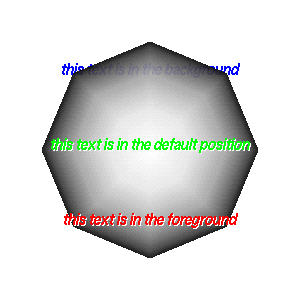 this text is in the background
this text is in the default position
this text is in the foreground